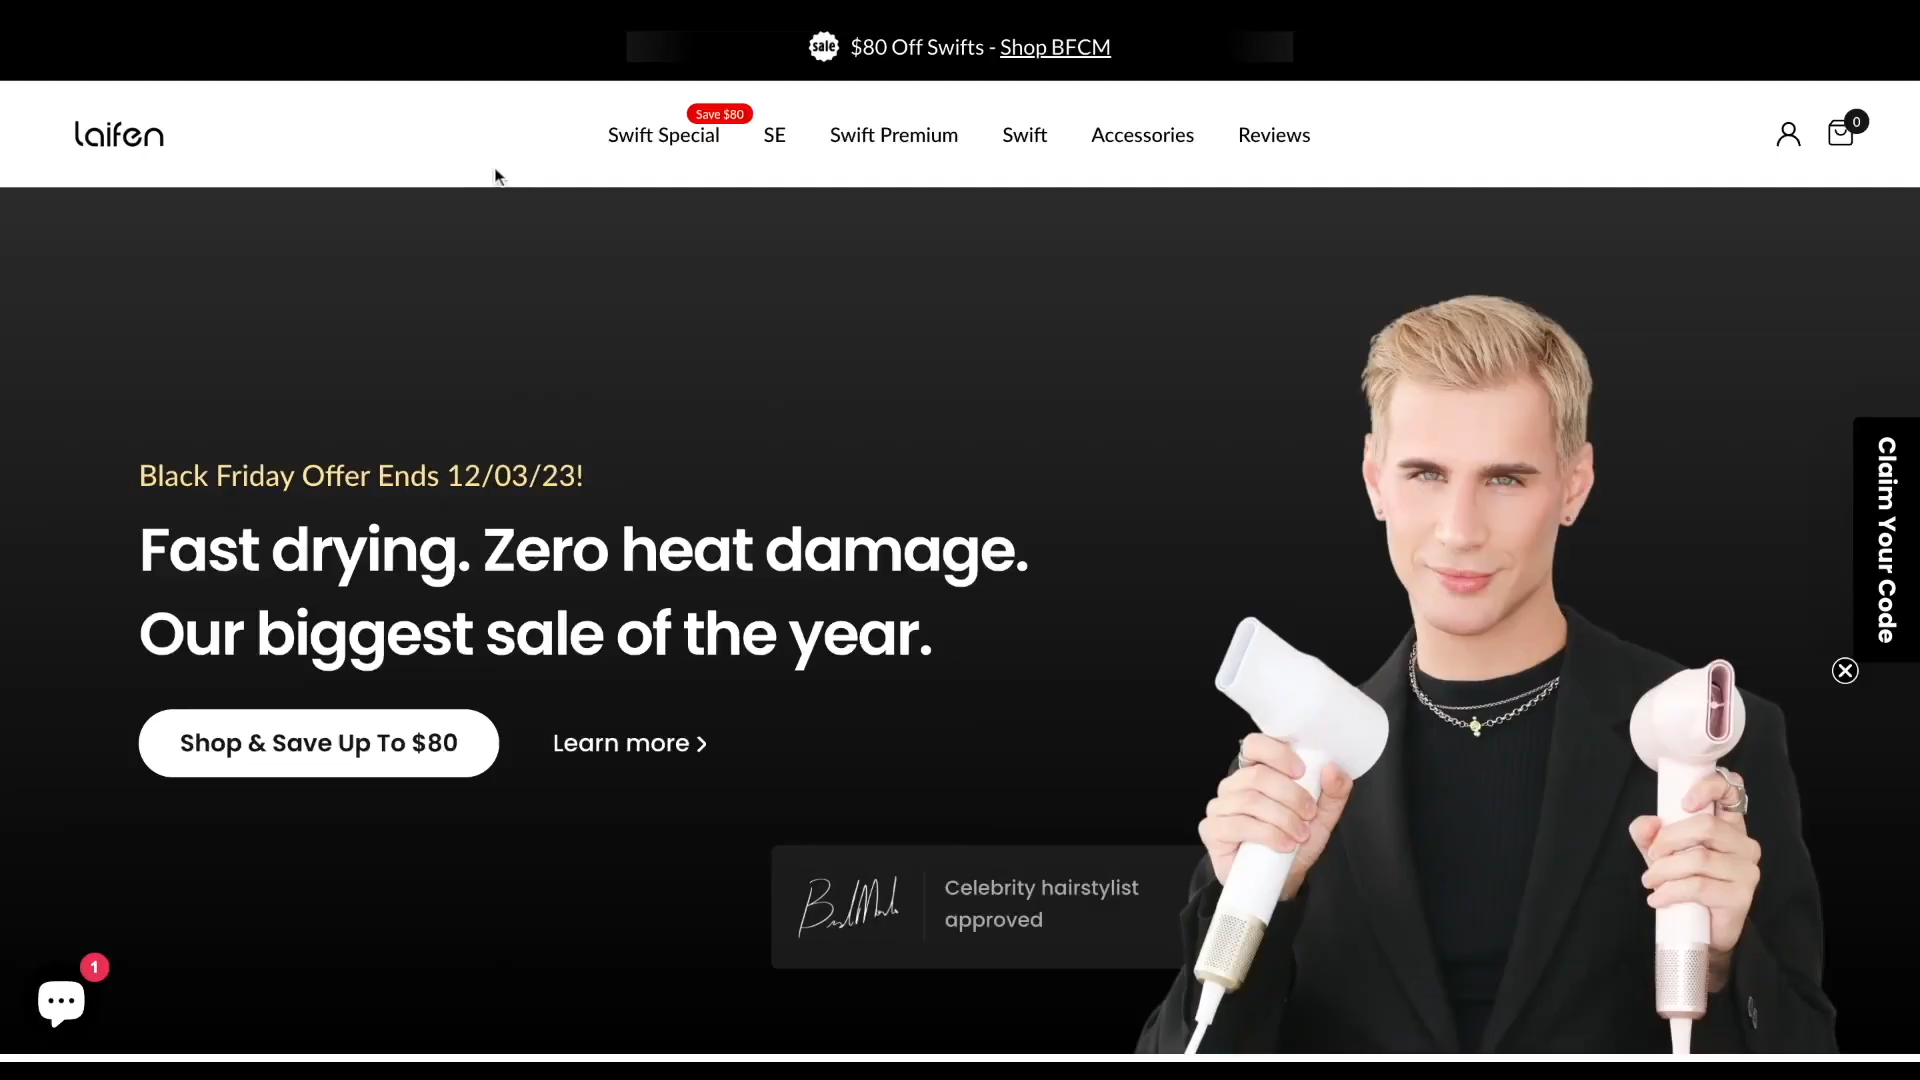 sale $80 Off Swifts - Shop BFCM
laifen
Save $80
Swift Special SE Swift Premium Swift Accessories Reviews
0
Black Friday Offer Ends 12/03/23!
Fast drying. Zero heat damage.
Our biggest sale of the year.
Shop & Save Up To $80
Learn more
Claim Your Code
Celebrity hairstylist
approved
1